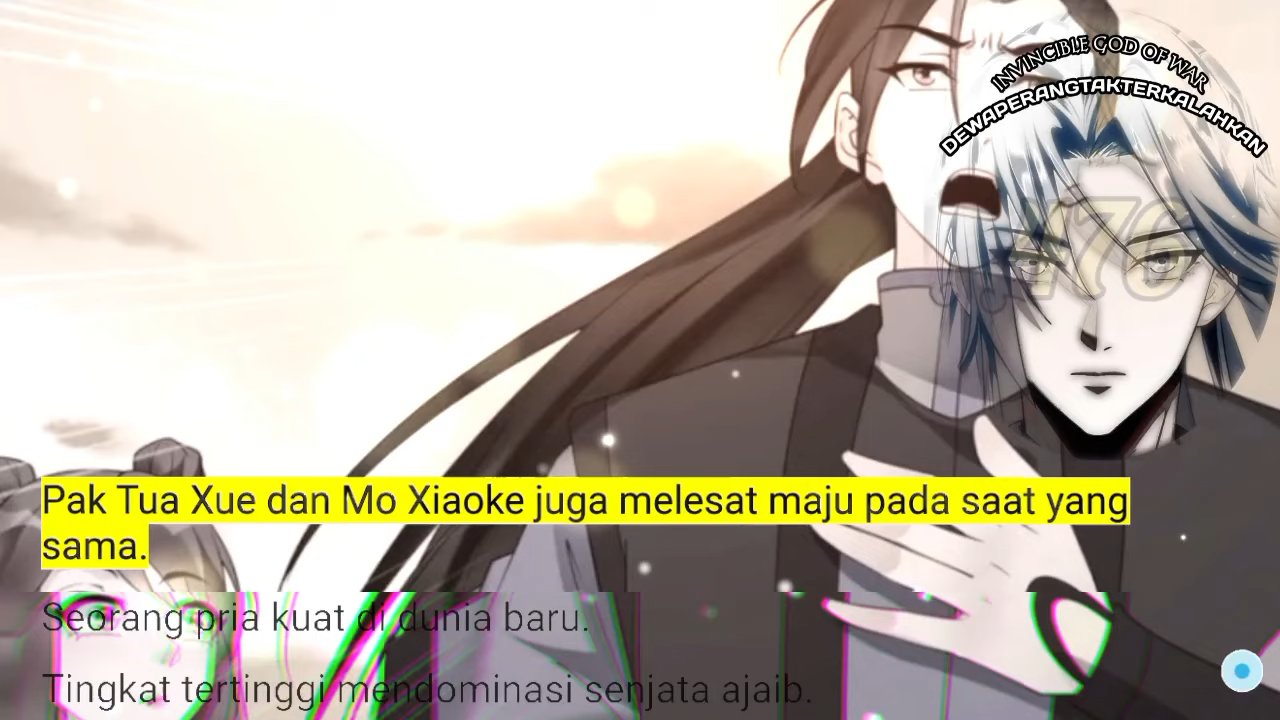 INVINCIBLE GOD OF WAR
DEWAPERANGTAKTERKALAHKAN
476
Pak Tua Xue dan Mo Xiaoke juga melesat maju pada saat yang
sama.
Seorang pria kuat di dunia baru.
Tingkat tertinggi mendominasi senjata ajaib.